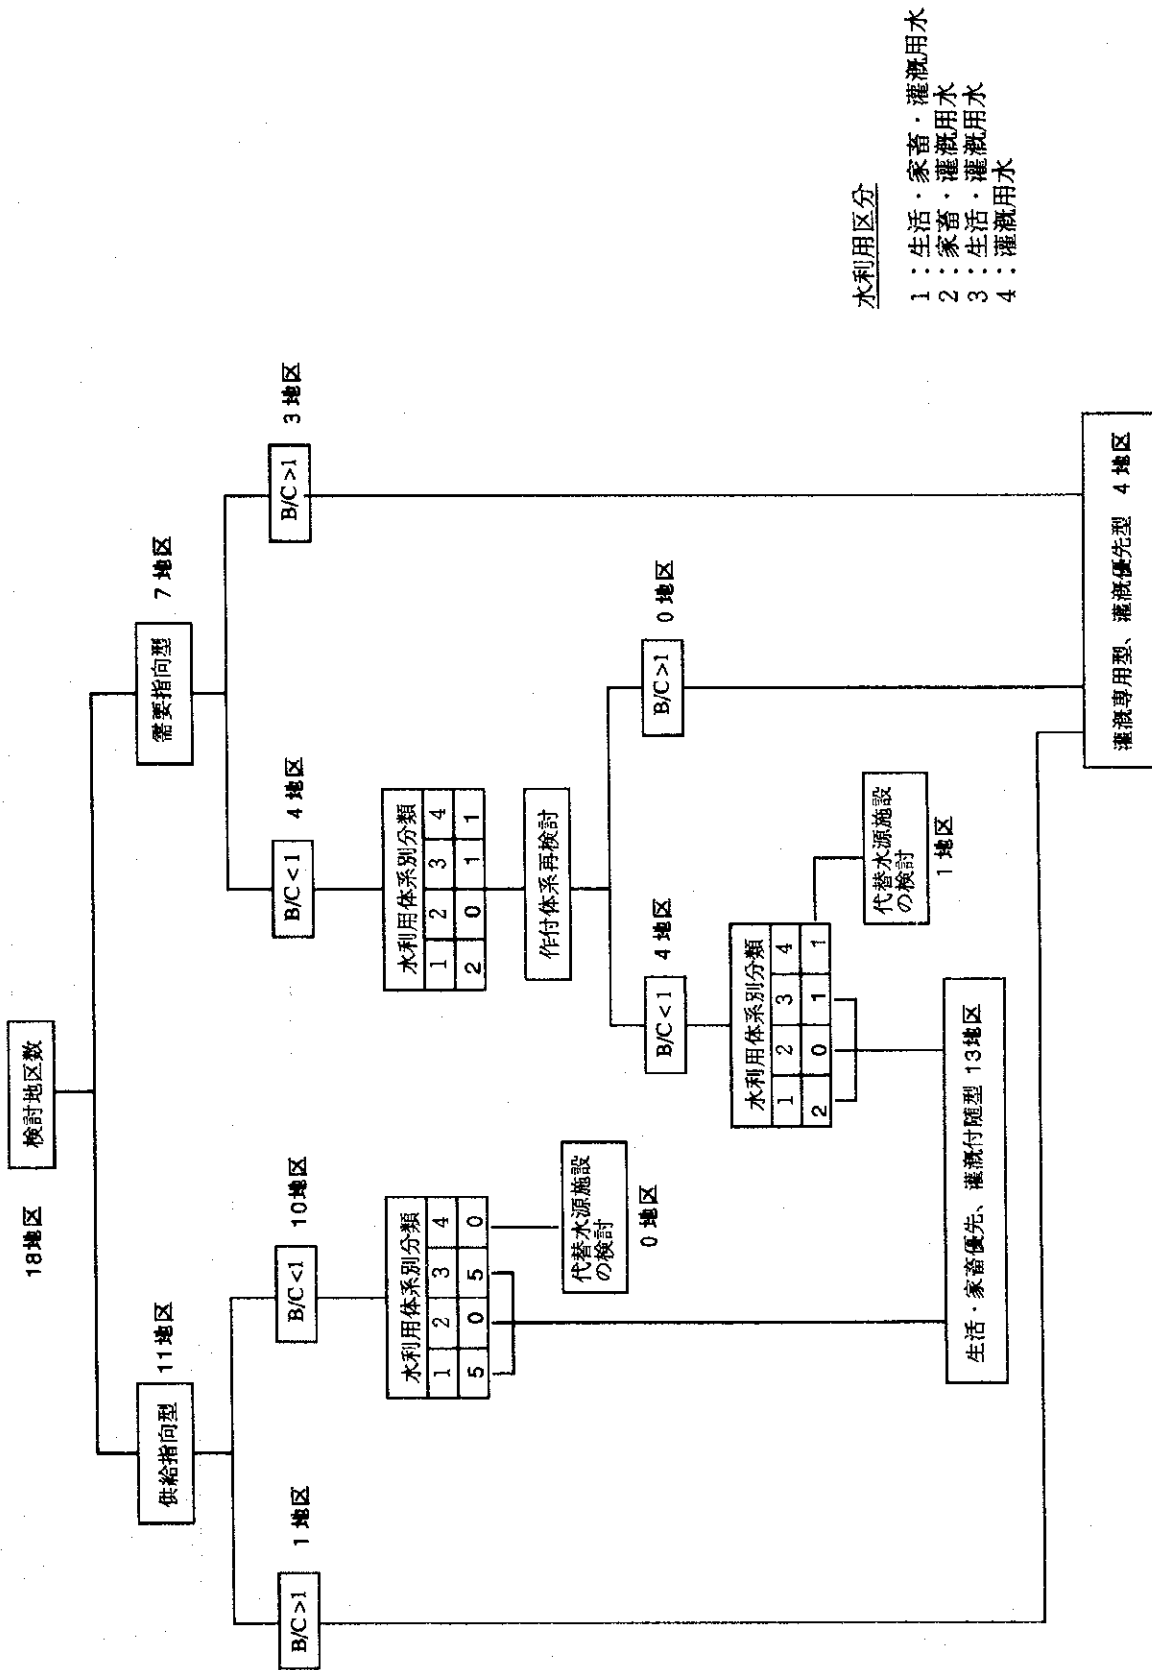 検討地区数
18地区
供給指向型
11地区
需要指向型
7 地区
B/C>1
1 地区
B/C<1
10地区
B/C<1
4 地区
B/C>1
3 地区
水利用体系別分類
1 2 3 4
5 0 5 0
水利用体系別分類
1 2 3 4
2 0 1 1
代替水源施設
の検討
0 地区
作付体系再検討
B/C<1
4 地区
B/C>1
0 地区
水利用体系別分類
1 2 3 4
2 0 1 1
代替水源施設
の検討
1 地区
生活・家畜優先、灌漑付随型 13地区
灌漑専用型、灌漑優先型 4 地区
水利用区分
1：生活・家畜・灌漑用水
2：家畜・灌漑用水
3：生活・灌漑用水
4：灌漑用水